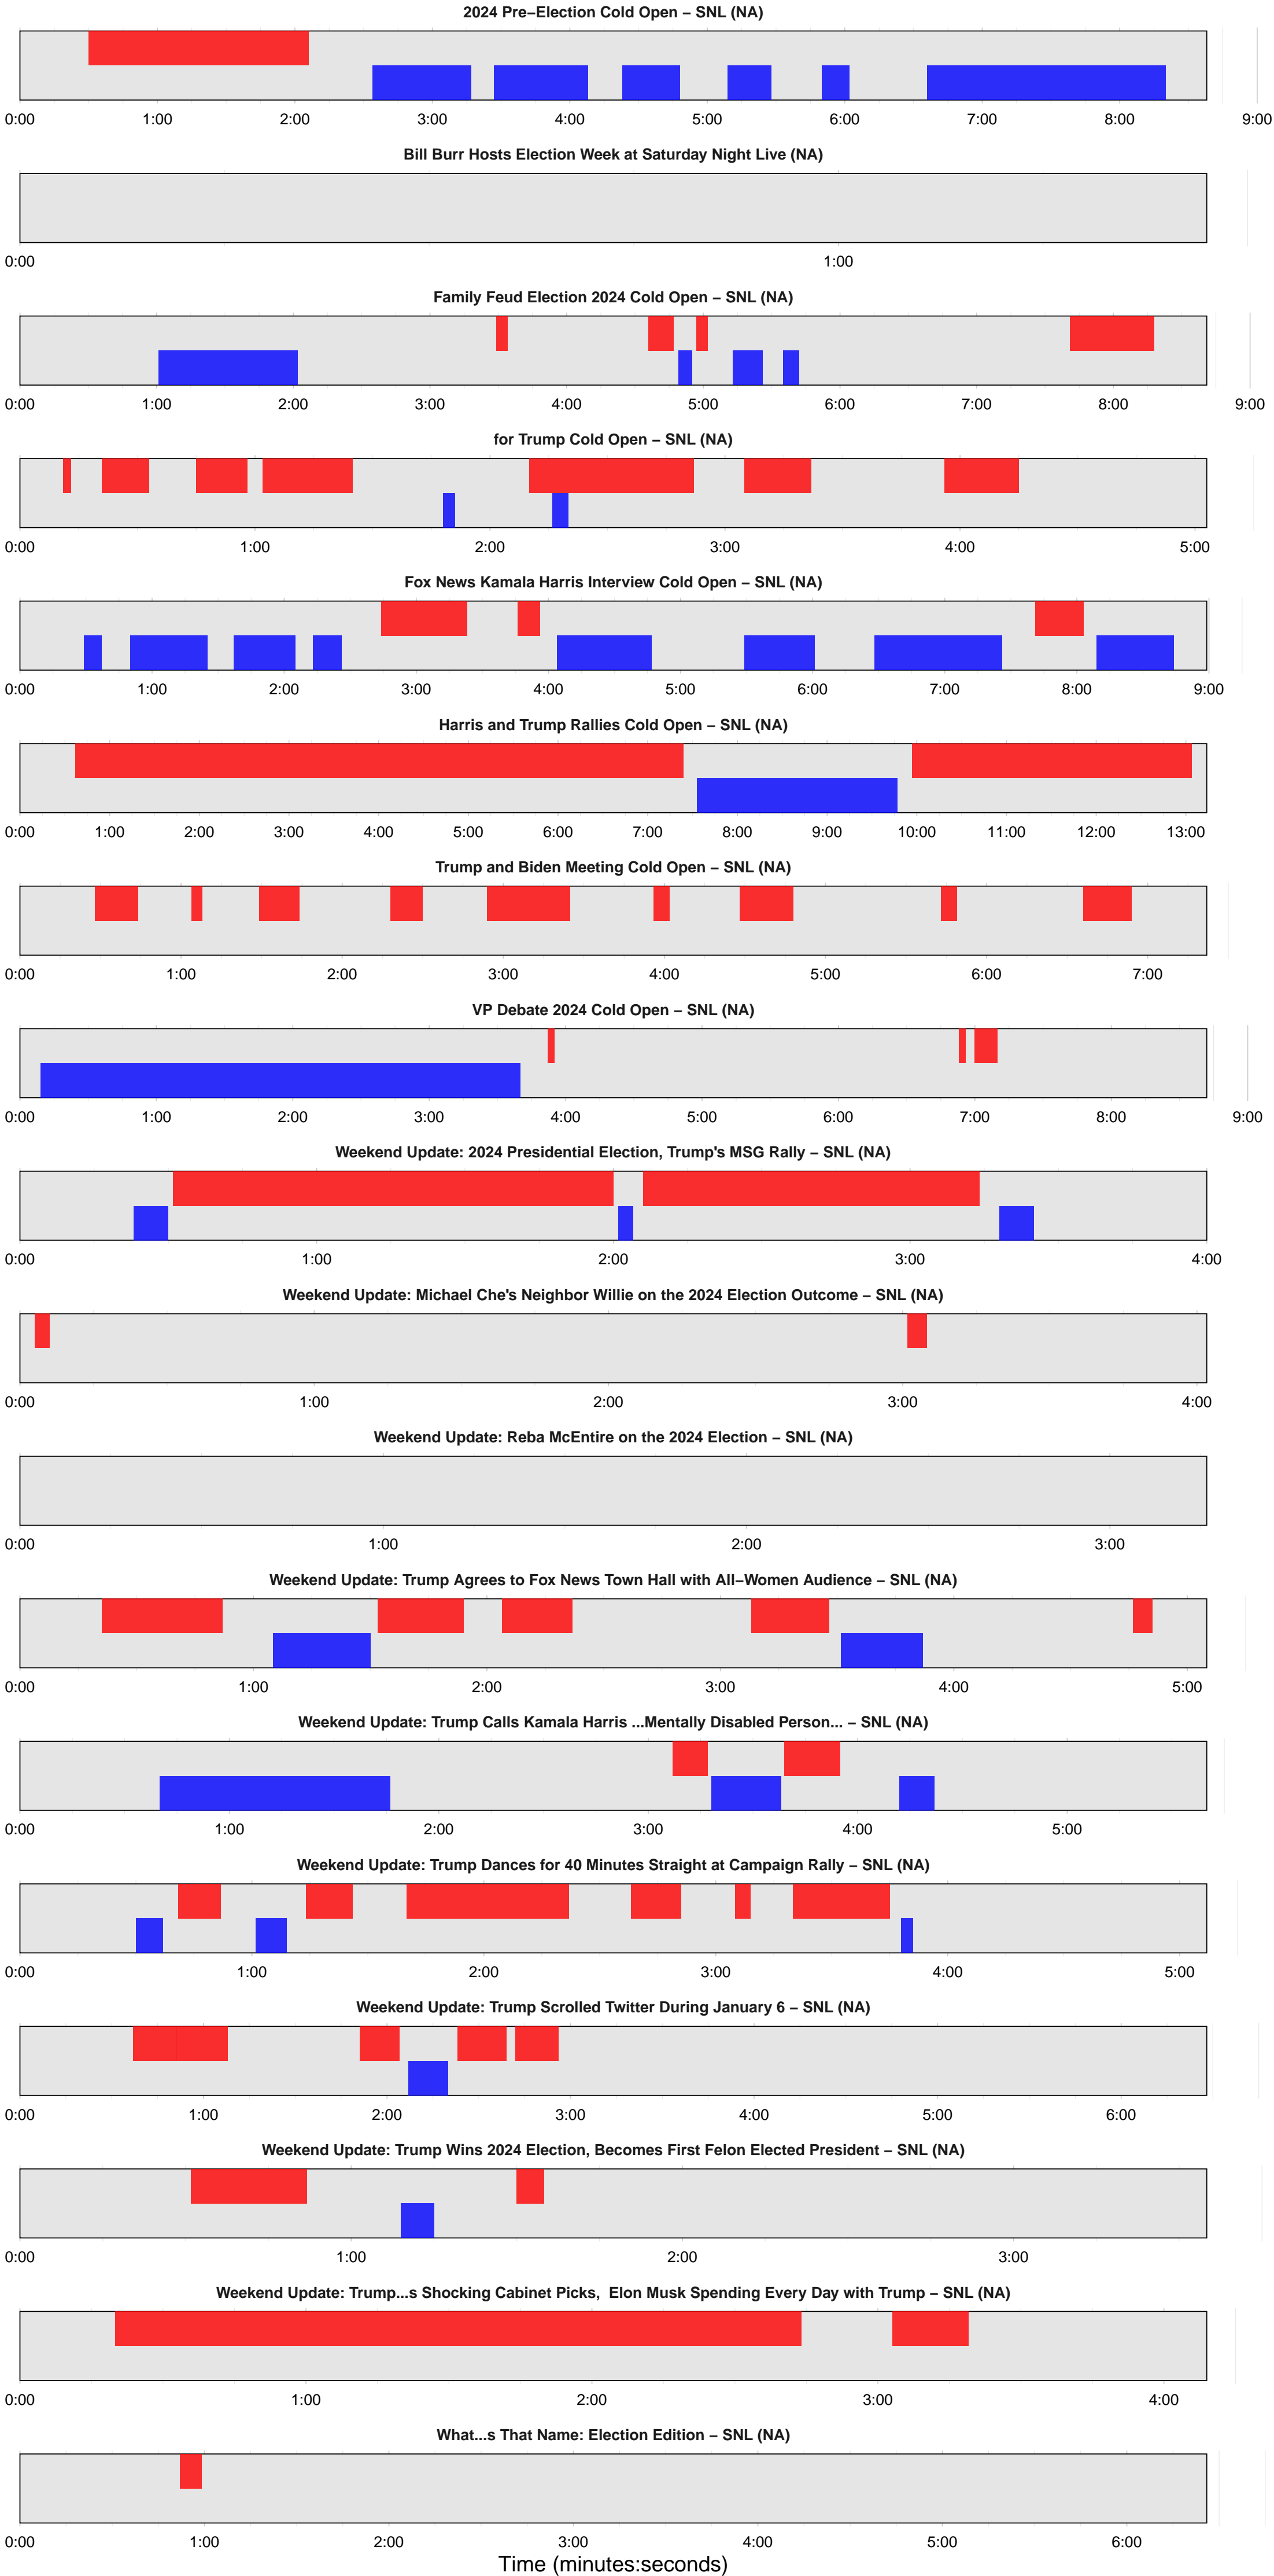 2024 Pre–Election Cold Open – SNL (NA)
0:00 1:00 2:00 3:00 4:00 5:00 6:00 7:00 8:00 9:00
Bill Burr Hosts Election Week at Saturday Night Live (NA)
0:00 1:00
Family Feud Election 2024 Cold Open – SNL (NA)
0:00 1:00 2:00 3:00 4:00 5:00 6:00 7:00 8:00 9:00
for Trump Cold Open – SNL (NA)
0:00 1:00 2:00 3:00 4:00 5:00
Fox News Kamala Harris Interview Cold Open – SNL (NA)
0:00 1:00 2:00 3:00 4:00 5:00 6:00 7:00 8:00 9:00
Harris and Trump Rallies Cold Open – SNL (NA)
0:00 1:00 2:00 3:00 4:00 5:00 6:00 7:00 8:00 9:00 10:00 11:00 12:00 13:00
Trump and Biden Meeting Cold Open – SNL (NA)
0:00 1:00 2:00 3:00 4:00 5:00 6:00 7:00
VP Debate 2024 Cold Open – SNL (NA)
0:00 1:00 2:00 3:00 4:00 5:00 6:00 7:00 8:00 9:00
Weekend Update: 2024 Presidential Election, Trump's MSG Rally – SNL (NA)
0:00 1:00 2:00 3:00 4:00
Weekend Update: Michael Che's Neighbor Willie on the 2024 Election Outcome – SNL (NA)
0:00 1:00 2:00 3:00 4:00
Weekend Update: Reba McEntire on the 2024 Election – SNL (NA)
0:00 1:00 2:00 3:00
Weekend Update: Trump Agrees to Fox News Town Hall with All–Women Audience – SNL (NA)
0:00 1:00 2:00 3:00 4:00 5:00
Weekend Update: Trump Calls Kamala Harris ...Mentally Disabled Person... – SNL (NA)
0:00 1:00 2:00 3:00 4:00 5:00
Weekend Update: Trump Dances for 40 Minutes Straight at Campaign Rally – SNL (NA)
0:00 1:00 2:00 3:00 4:00 5:00
Weekend Update: Trump Scrolled Twitter During January 6 – SNL (NA)
0:00 1:00 2:00 3:00 4:00 5:00 6:00
Weekend Update: Trump Wins 2024 Election, Becomes First Felon Elected President – SNL (NA)
0:00 1:00 2:00 3:00
Weekend Update: Trump...s Shocking Cabinet Picks,  Elon Musk Spending Every Day with Trump – SNL (NA)
0:00 1:00 2:00 3:00 4:00
What...s That Name: Election Edition – SNL (NA)
0:00 1:00 2:00 3:00 4:00 5:00 6:00
Time (minutes:seconds)